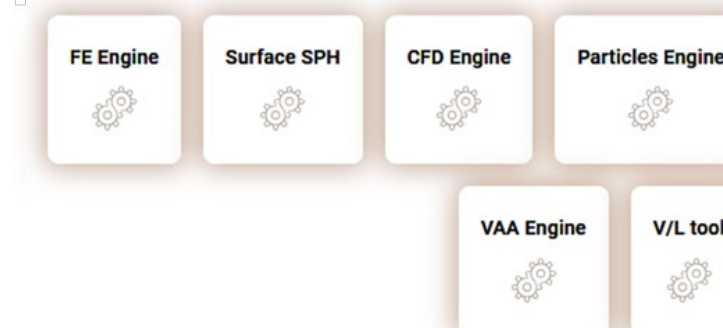 FE Engine
Surface SPH
CFD Engine
Particles Engine
VAA Engine
V/L tool